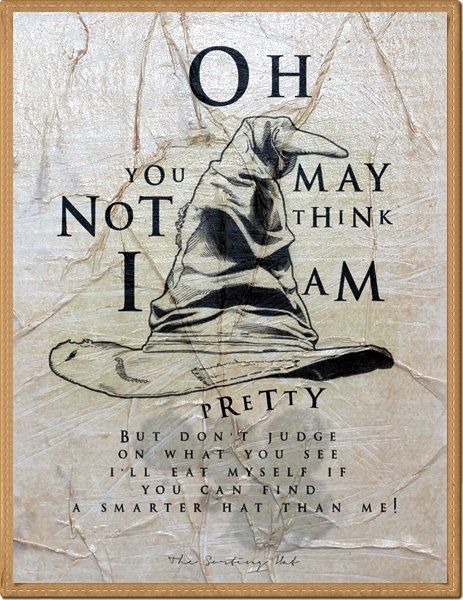 Oh
you may
Not think
I am
pretty
But don't judge
on what you see
I'll eat myself if
you can find
a smarter hat than me!
The Sorting Hat